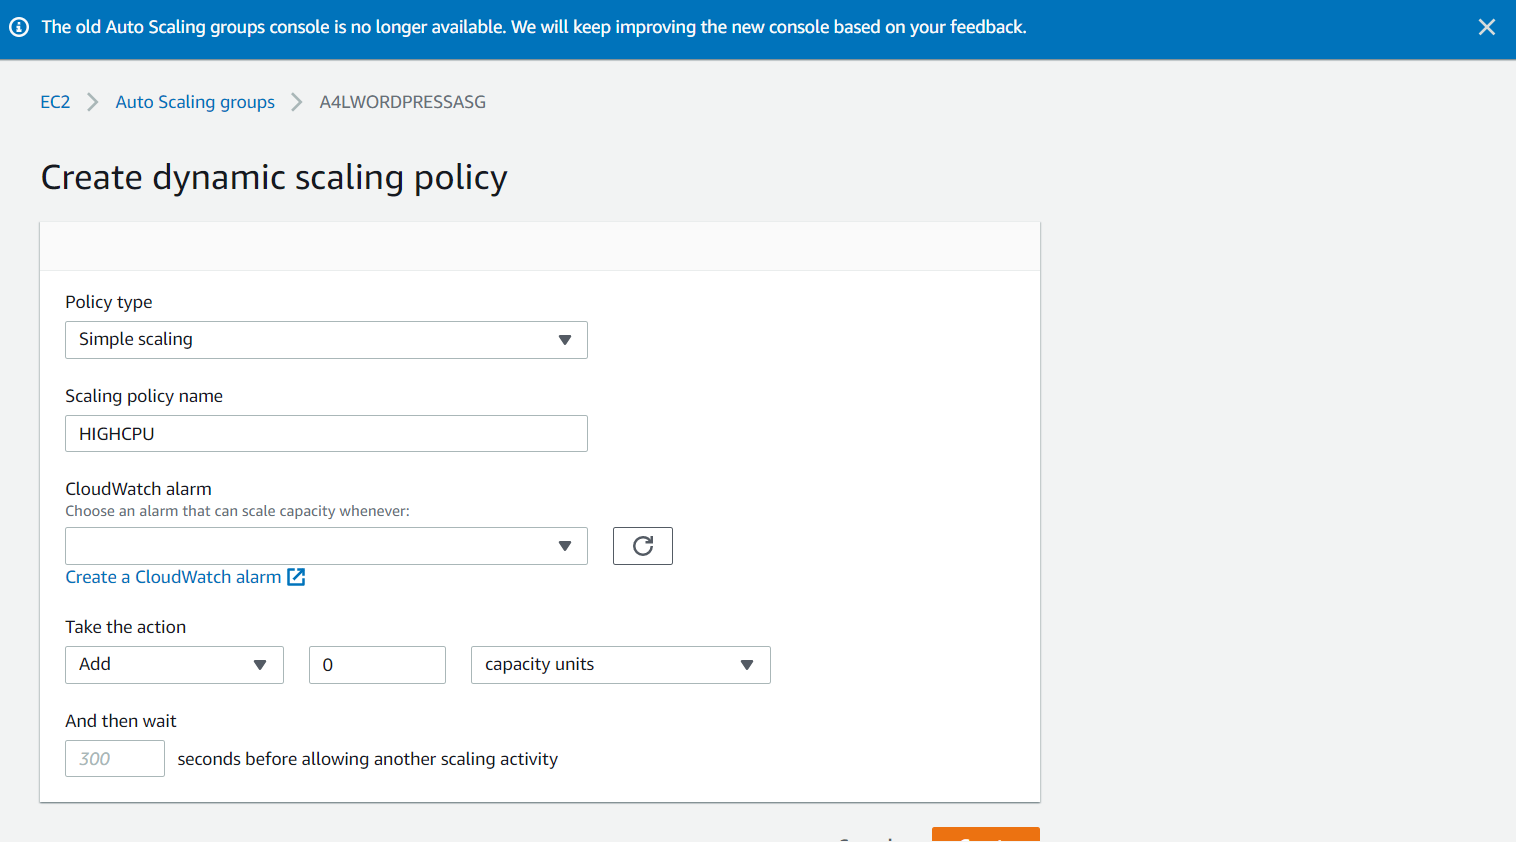 The old Auto Scaling groups console is no longer available. We will keep improving the new console based on your feedback.
EC2 Auto Scaling groups A4LWORDPRESSASG
Create dynamic scaling policy
Policy type
Simple scaling
Scaling policy name
HIGHCPU
CloudWatch alarm
Choose an alarm that can scale capacity whenever:
Create a CloudWatch alarm
Take the action
Add 0 capacity units
And then wait
300 seconds before allowing another scaling activity